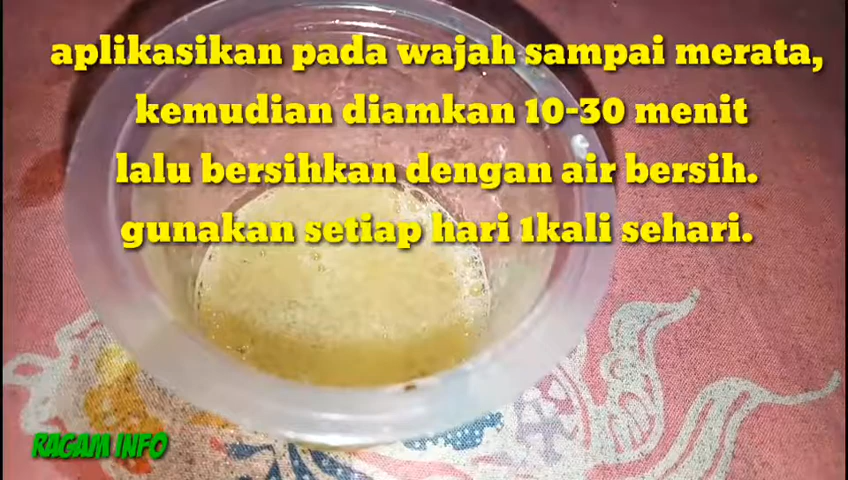 aplikasikan pada wajah sampai merata,
kemudian diamkan 10-30 menit
lalu bersihkan dengan air bersih.
gunakan setiap hari 1kali sehari.
RAGAM INFO